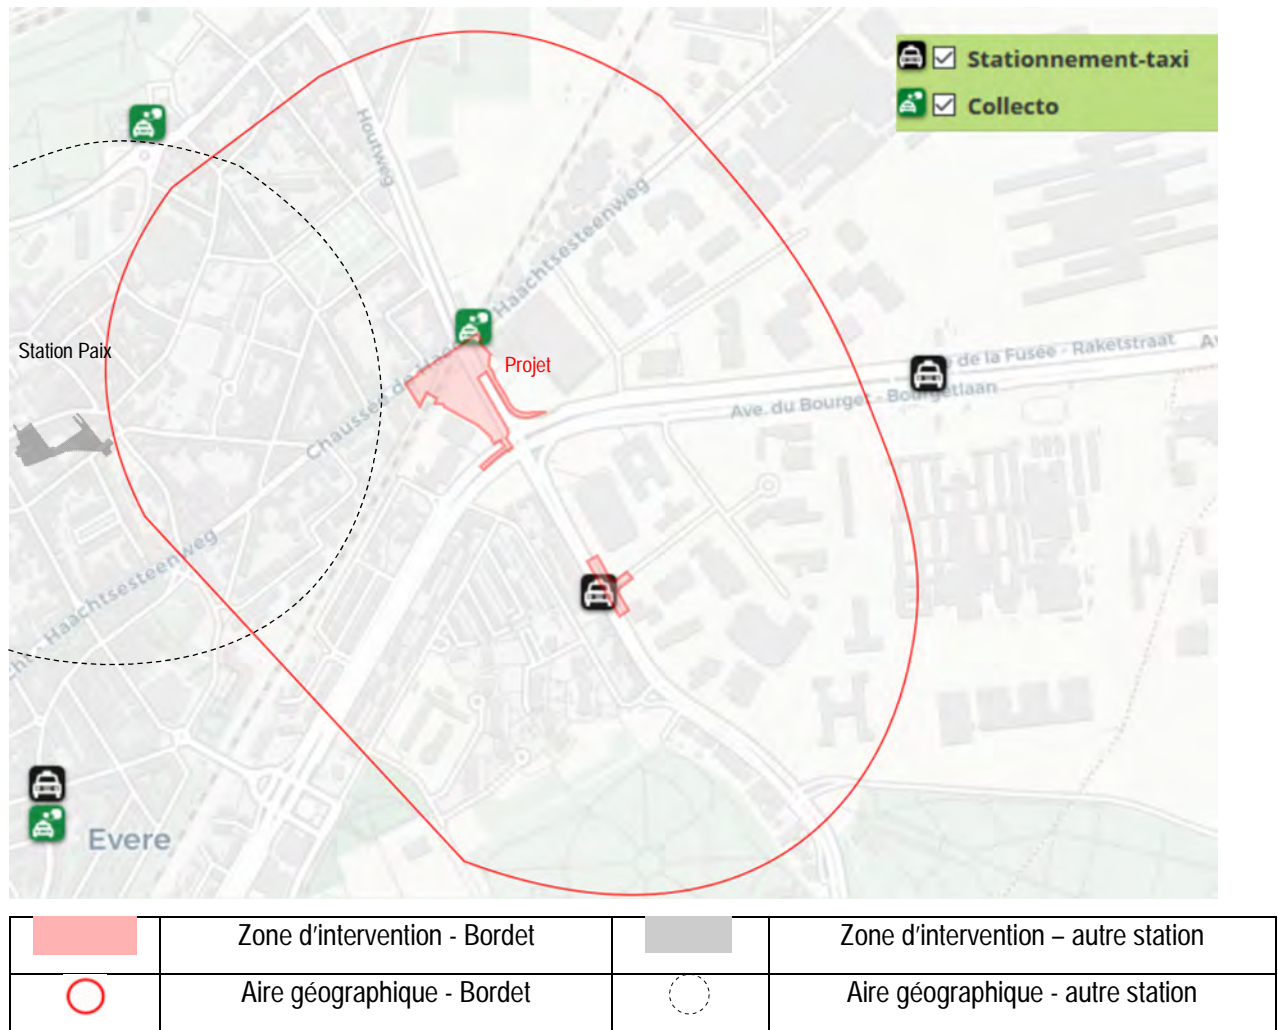 Stationnement-taxi
Collecto
Houtweg
Haachtsesteenweg
Station Paix
Projet
Chaussée de
de la Fusée - Raketstraat
Ave. du Bourget - Bourgetlaan
Haachtsesteenweg
Evere
Zone d'intervention - Bordet
Zone d'intervention – autre station
Aire géographique - Bordet
Aire géographique - autre station